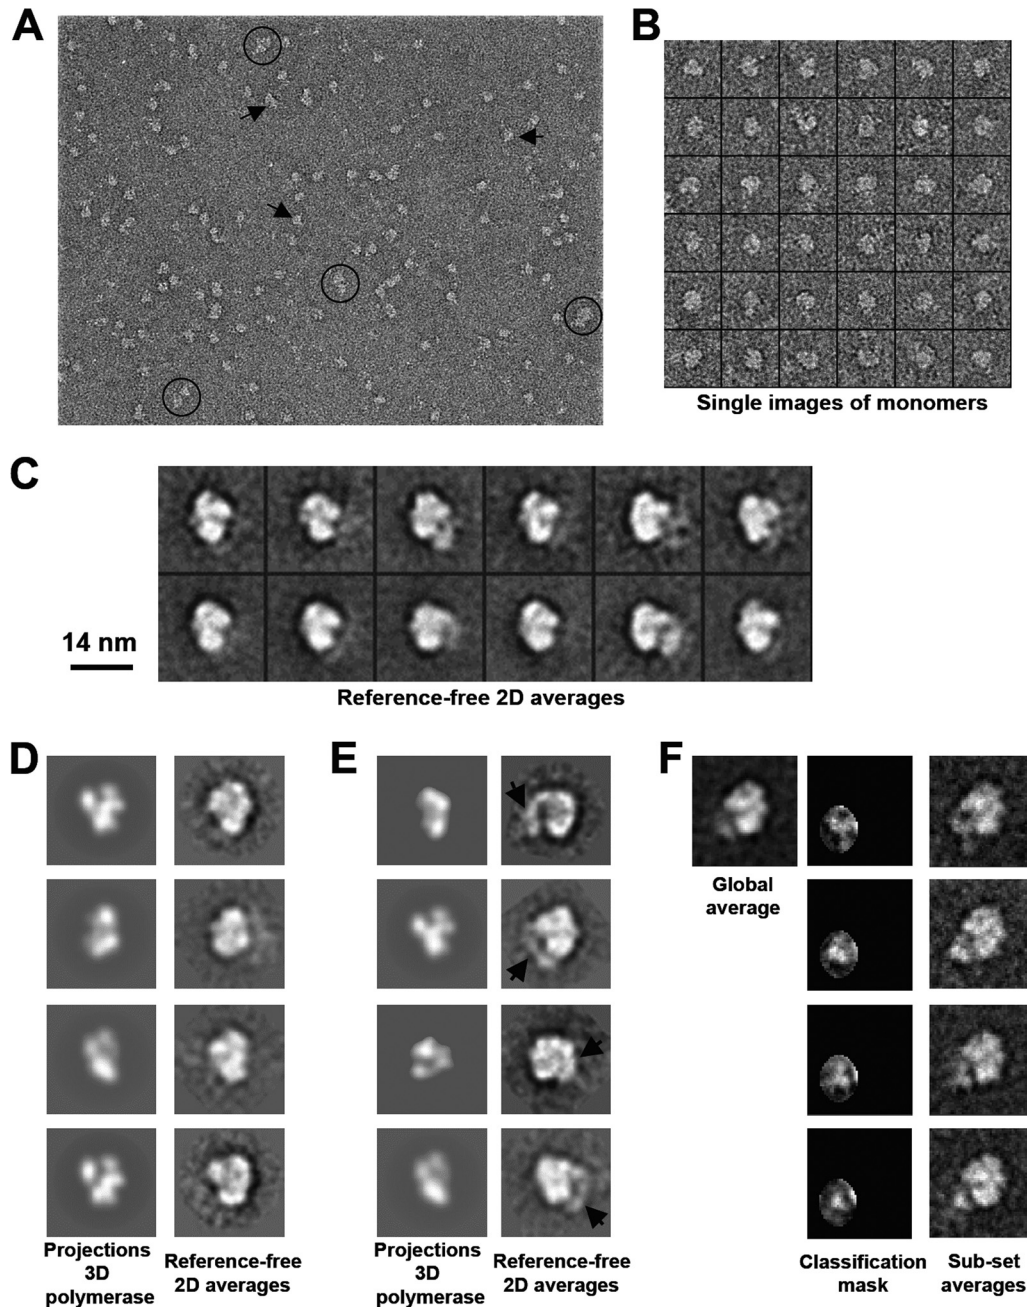 A
B
Single images of monomers
C
14 nm
Reference-free 2D averages
D
E
F
Global
average
Projections
3D
polymerase
Reference-free
2D averages
Projections
3D
polymerase
Reference-free
2D averages
Classification
mask
Sub-set
averages